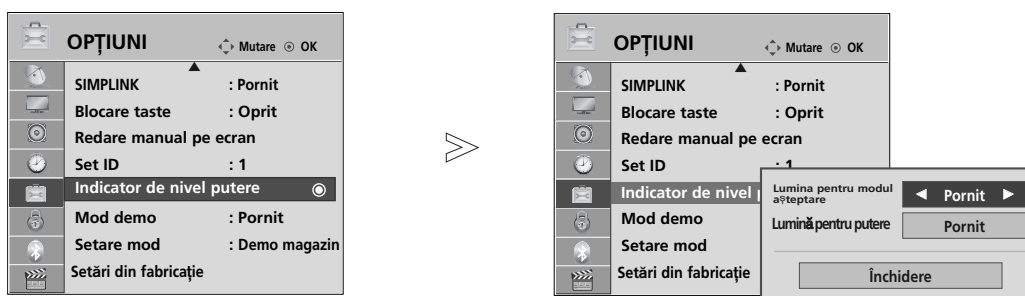 OPȚIUNI
Mutare OK
SIMPLINK : Pornit
Blocare taste : Oprit
Redare manual pe ecran
Set ID : 1
Indicator de nivel putere
Mod demo : Pornit
Setare mod : Demo magazin
Setări din fabricație
OPȚIUNI
Mutare OK
SIMPLINK : Pornit
Blocare taste : Oprit
Redare manual pe ecran
Set ID : 1
Indicator de nivel
Mod demo
Setare mod
Setări din fabricație
Lumina pentru modul
așteptare
◄ Pornit ►
Lumină pentru putere
Pornit
Închidere